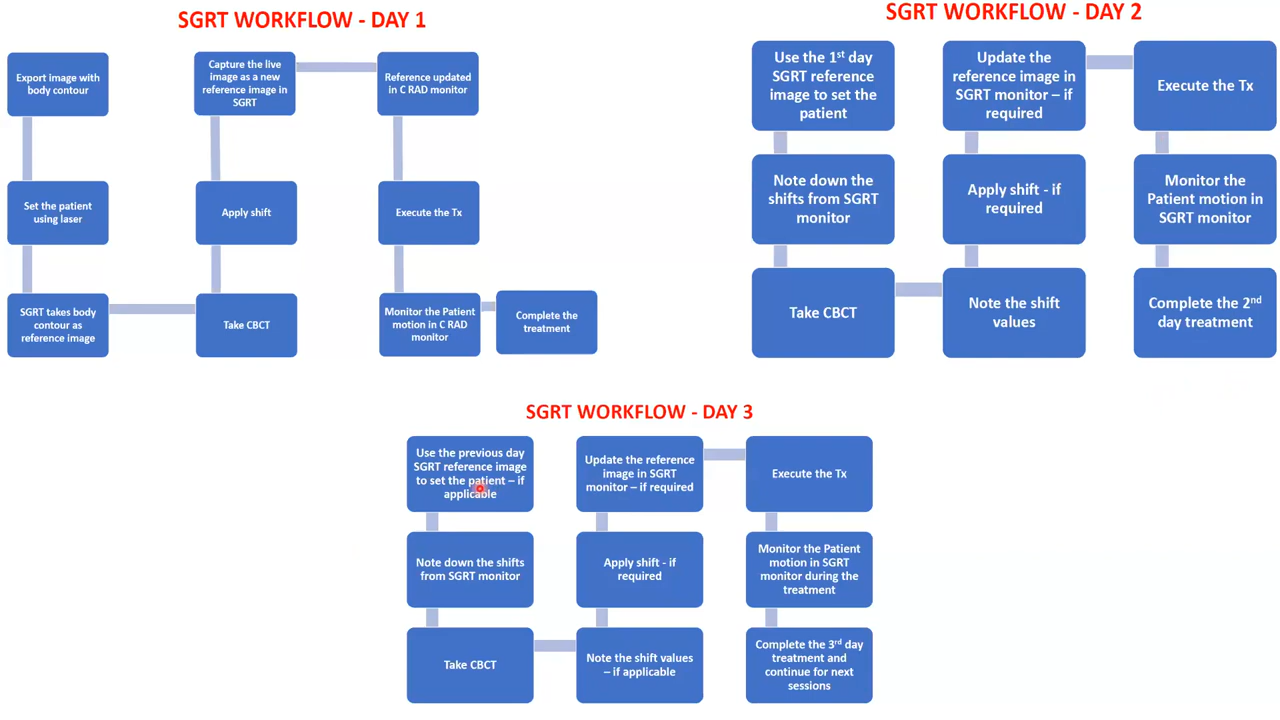 SGRT WORKFLOW - DAY 1
Export image with
body contour
Set the patient
using laser
SGRT takes body
contour as
reference image
Take CBCT
Apply shift
Capture the live
image as a new
reference image in
SGRT
Reference updated
in C RAD monitor
Execute the Tx
Monitor the Patient
motion in C RAD
monitor
Complete the
treatment
SGRT WORKFLOW - DAY 2
Use the 1st day
SGRT reference
image to set the
patient
Note down the
shifts from SGRT
monitor
Take CBCT
Note the shift
values
Apply shift - if
required
Update the
reference image in
SGRT monitor – if
required
Execute the Tx
Monitor the
Patient motion in
SGRT monitor
Complete the 2nd
day treatment
SGRT WORKFLOW - DAY 3
Use the previous day
SGRT reference image
to set the patient – if
applicable
Note down the shifts
from SGRT monitor
Take CBCT
Note the shift values
– if applicable
Apply shift - if
required
Update the reference
image in SGRT
monitor – if required
Execute the Tx
Monitor the Patient
motion in SGRT
monitor during the
treatment
Complete the 3rd day
treatment and
continue for next
sessions